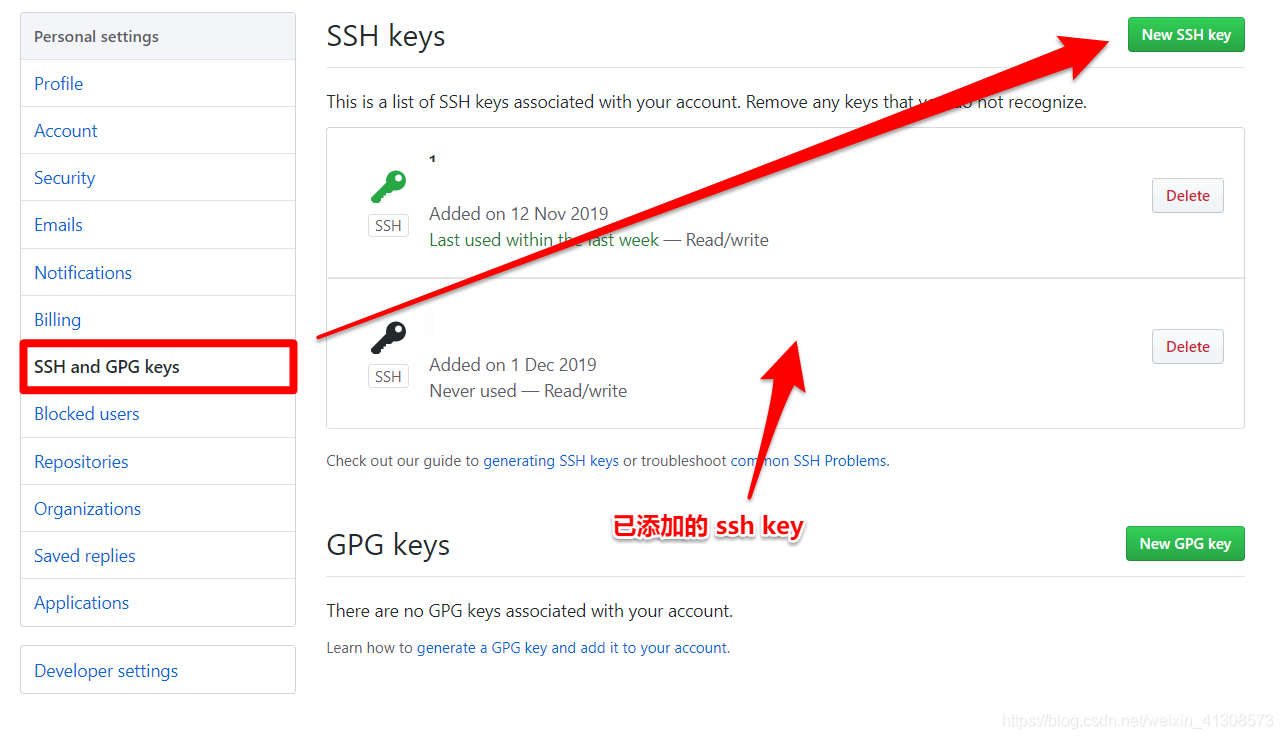 Personal settings
Profile
Account
Security
Emails
Notifications
Billing
SSH and GPG keys
Blocked users
Repositories
Organizations
Saved replies
Applications
Developer settings
SSH keys
New SSH key
This is a list of SSH keys associated with your account. Remove any keys that you do not recognize.
SSH
Added on 12 Nov 2019
Last used within the last week — Read/write
Delete
SSH
Added on 1 Dec 2019
Never used — Read/write
Delete
Check out our guide to generating SSH keys or troubleshoot common SSH Problems.
已添加的 ssh key
GPG keys
New GPG key
There are no GPG keys associated with your account.
Learn how to generate a GPG key and add it to your account.
https://blog.csdn.net/weixin_41308573